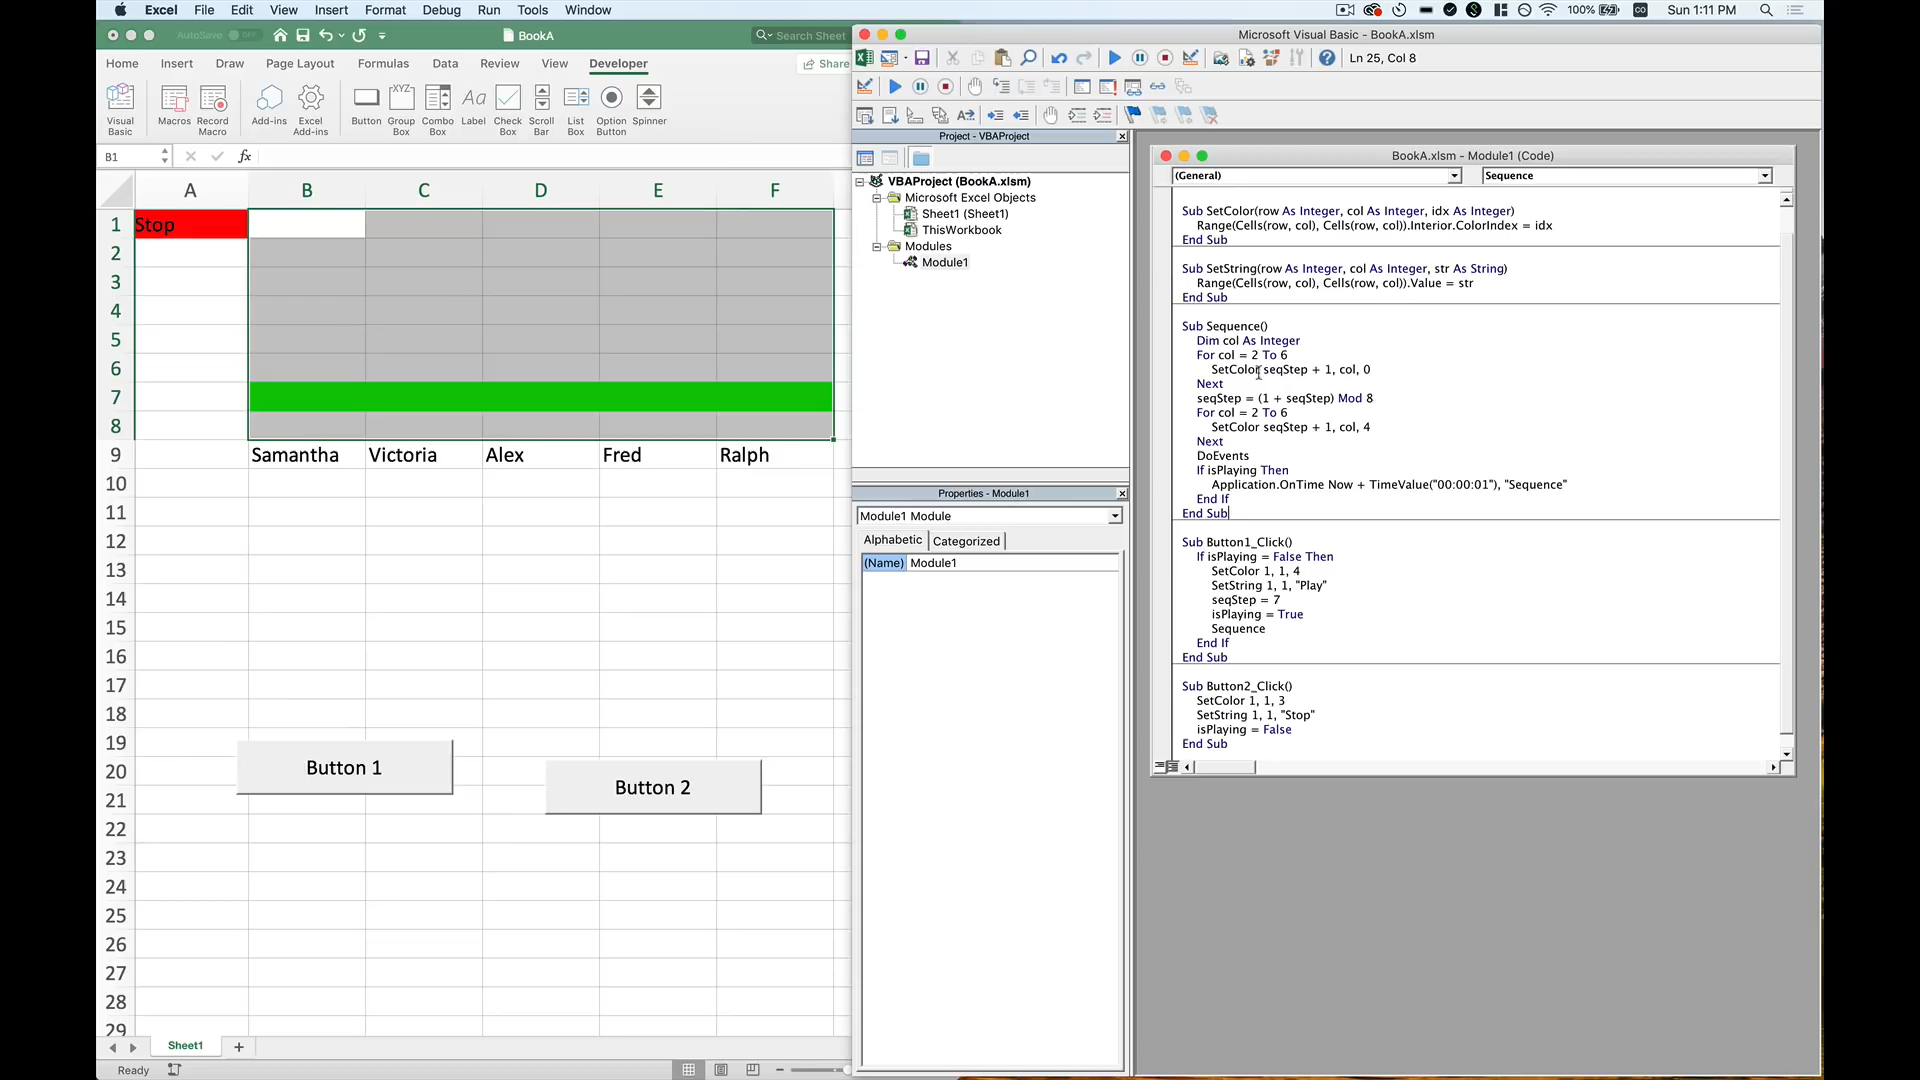 Excel File Edit View Insert Format Debug Run Tools Window 100% Sun 1:11 PM
AutoSave OFF BookA Search Sheet
Home Insert Draw Page Layout Formulas Data Review View Developer Share
Visual Basic Macros Record Macro Add-ins Excel Add-ins Button Group Box Combo Box Label Check Box Scroll Bar List Box Option Button Spinner
XYZ Aa
B1 fx
A B C D E F
1 Stop
2
3
4
5
6
7
8
9 Samantha Victoria Alex Fred Ralph
10
11
12
13
14
15
16
17
18
19
20
21
22
23
24
25
26
27
28
29
Button 1
Button 2
Sheet1 +
Ready
Microsoft Visual Basic - BookA.xlsm
Ln 25, Col 8
Project - VBAProject
VBAProject (BookA.xlsm)
Microsoft Excel Objects
Sheet1 (Sheet1)
ThisWorkbook
Modules
Module1
Properties - Module1
Module1 Module
Alphabetic Categorized
(Name) Module1
BookA.xlsm - Module1 (Code)
(General) Sequence
Sub SetColor(row As Integer, col As Integer, idx As Integer)
Range(Cells(row, col), Cells(row, col)).Interior.ColorIndex = idx
End Sub
Sub SetString(row As Integer, col As Integer, str As String)
Range(Cells(row, col), Cells(row, col)).Value = str
End Sub
Sub Sequence()
Dim col As Integer
For col = 2 To 6
SetColor seqStep + 1, col, 0
Next
seqStep = (1 + seqStep) Mod 8
For col = 2 To 6
SetColor seqStep + 1, col, 4
Next
DoEvents
If isPlaying Then
Application.OnTime Now + TimeValue("00:00:01"), "Sequence"
End If
End Sub
Sub Button1_Click()
If isPlaying = False Then
SetColor 1, 1, 4
SetString 1, 1, "Play"
seqStep = 7
isPlaying = True
Sequence
End If
End Sub
Sub Button2_Click()
SetColor 1, 1, 3
SetString 1, 1, "Stop"
isPlaying = False
End Sub